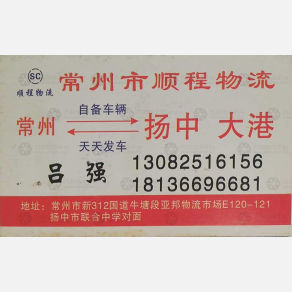 SC
顺程物流
常州市顺程物流
自备车辆
常州
扬中 大港
天天发车
吕 强
13082516156
18136696681
地址：常州市新312国道牛塘段亚邦物流市场E120-121
扬中市联合中学对面